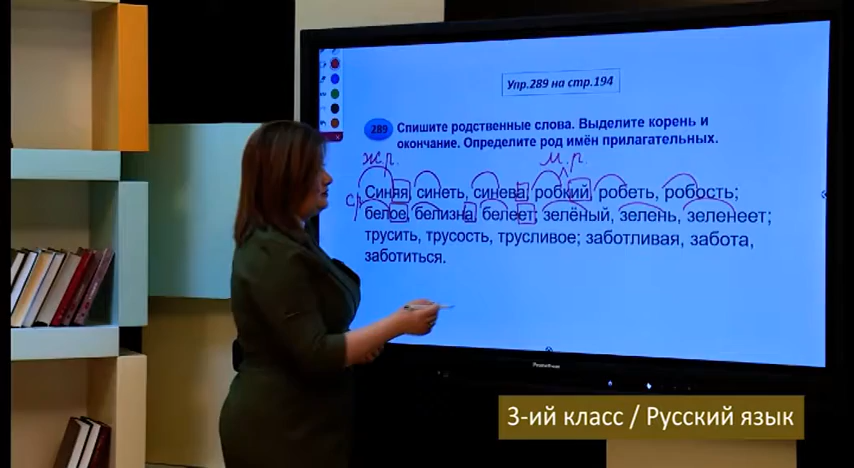 Упр.289 на стр.194
289 Спишите родственные слова. Выделите корень и
окончание. Определите род имён прилагательных.
ж.р. м.р.
Синяя, синеть, синева, робкий, робеть, робость;
ср
белое, белизна, белеет; зелёный, зелень, зеленеет;
трусить, трусость, трусливое; заботливая, забота,
заботиться.
Promethean
3-ий класс / Русский язык